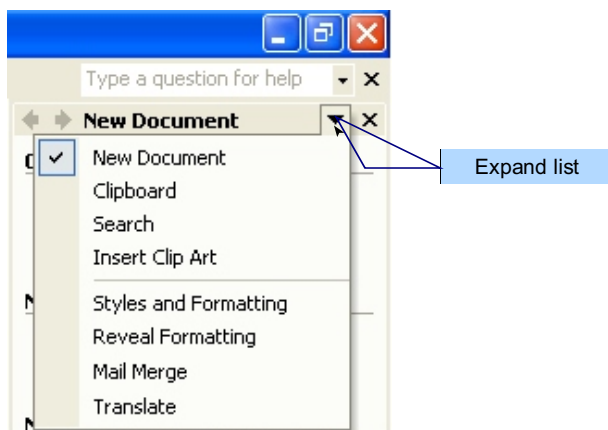 Type a question for help
New Document
Expand list
New Document
Clipboard
Search
Insert Clip Art
Styles and Formatting
Reveal Formatting
Mail Merge
Translate